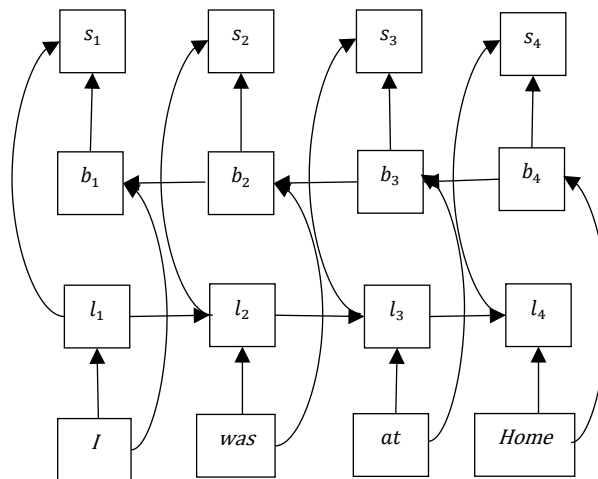 s₁ s₂ s₃ s₄
b₁ b₂ b₃ b₄
l₁ l₂ l₃ l₄
I was at Home